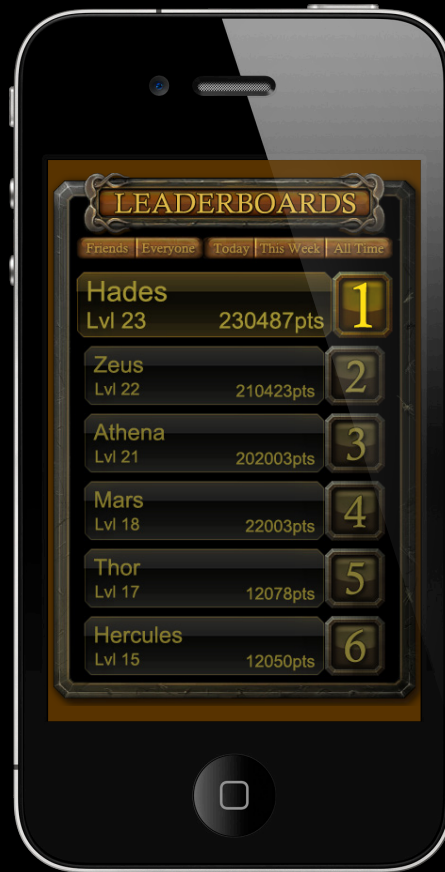 LEADERBOARDS
Friends Everyone Today This Week All Time
Hades
Lvl 23 230487pts 1
Zeus
Lvl 22 210423pts 2
Athena
Lvl 21 202003pts 3
Mars
Lvl 18 22003pts 4
Thor
Lvl 17 12078pts 5
Hercules
Lvl 15 12050pts 6